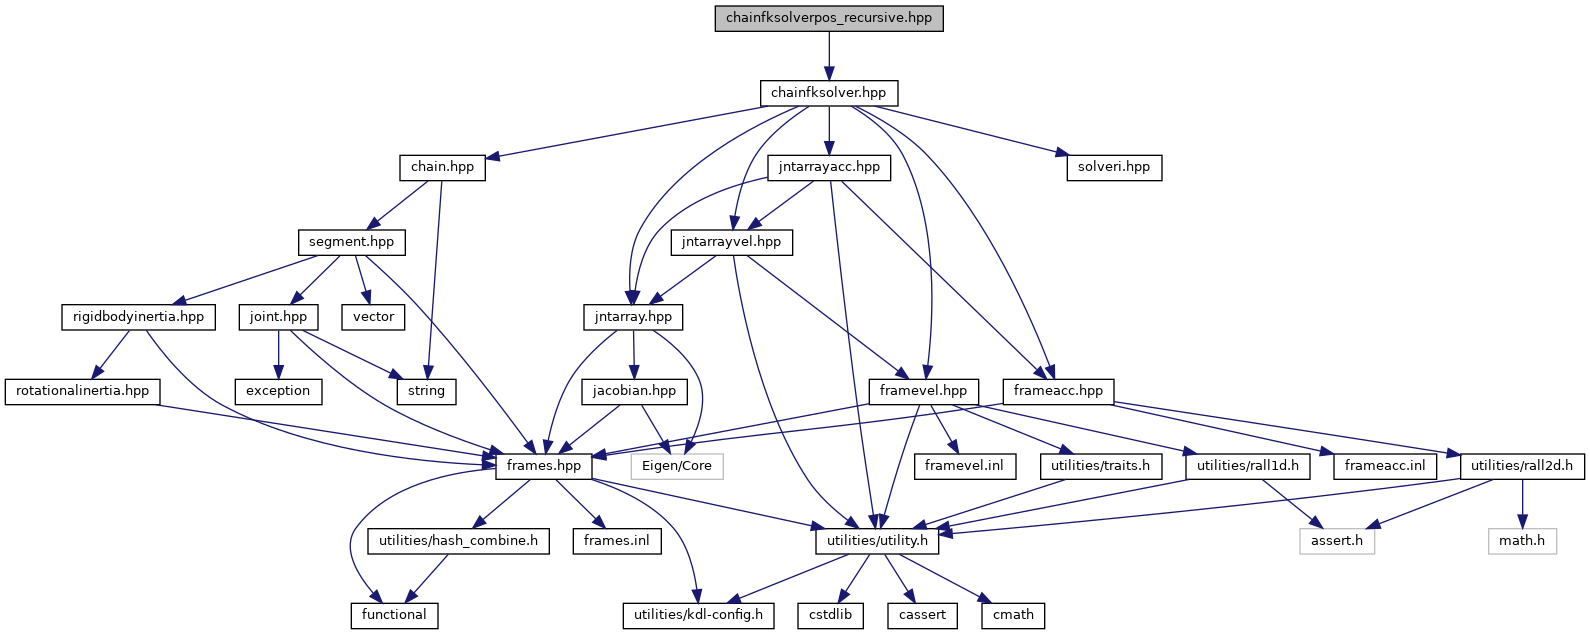 chainfksolverpos_recursive.hpp
chainfksolver.hpp
chain.hpp
jntarrayacc.hpp
solveri.hpp
segment.hpp
jntarrayvel.hpp
rigidbodyinertia.hpp
joint.hpp
vector
jntarray.hpp
rotationalinertia.hpp
exception
string
jacobian.hpp
framevel.hpp
frameacc.hpp
frames.hpp
Eigen/Core
framevel.inl
utilities/traits.h
utilities/rall1d.h
frameacc.inl
utilities/rall2d.h
utilities/hash_combine.h
frames.inl
utilities/utility.h
assert.h
math.h
functional
utilities/kdl-config.h
cstdlib
cassert
cmath